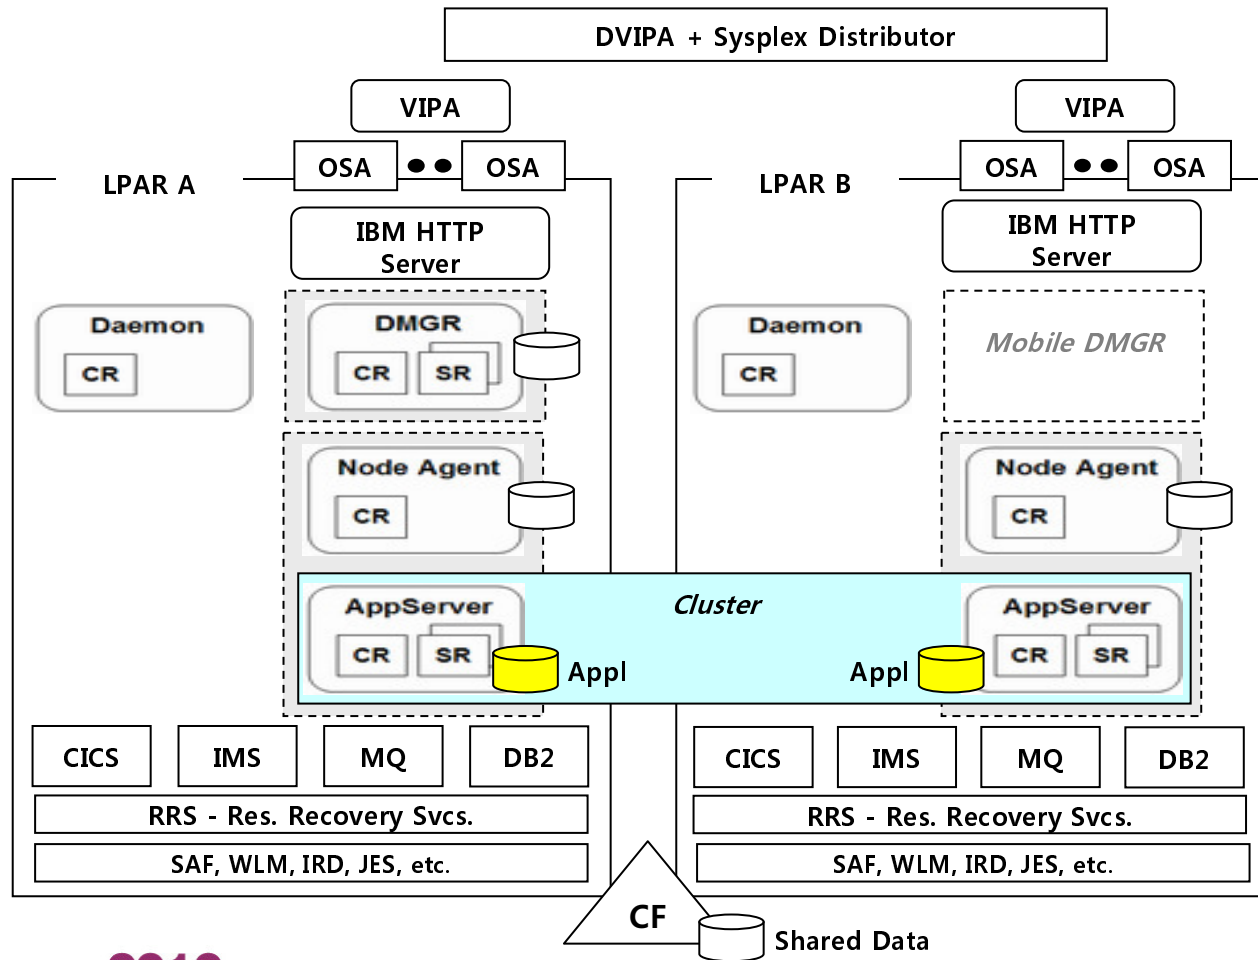 DVIPA + Sysplex Distributor
VIPA
VIPA
OSA
OSA
OSA
OSA
LPAR A
LPAR B
IBM HTTP
Server
IBM HTTP
Server
Daemon
CR
DMGR
CR
SR
Daemon
CR
Mobile DMGR
Node Agent
CR
Node Agent
CR
AppServer
CR
SR
Appl
Cluster
Appl
AppServer
CR
SR
CICS
IMS
MQ
DB2
CICS
IMS
MQ
DB2
RRS - Res. Recovery Svcs.
RRS - Res. Recovery Svcs.
SAF, WLM, IRD, JES, etc.
SAF, WLM, IRD, JES, etc.
CF
Shared Data